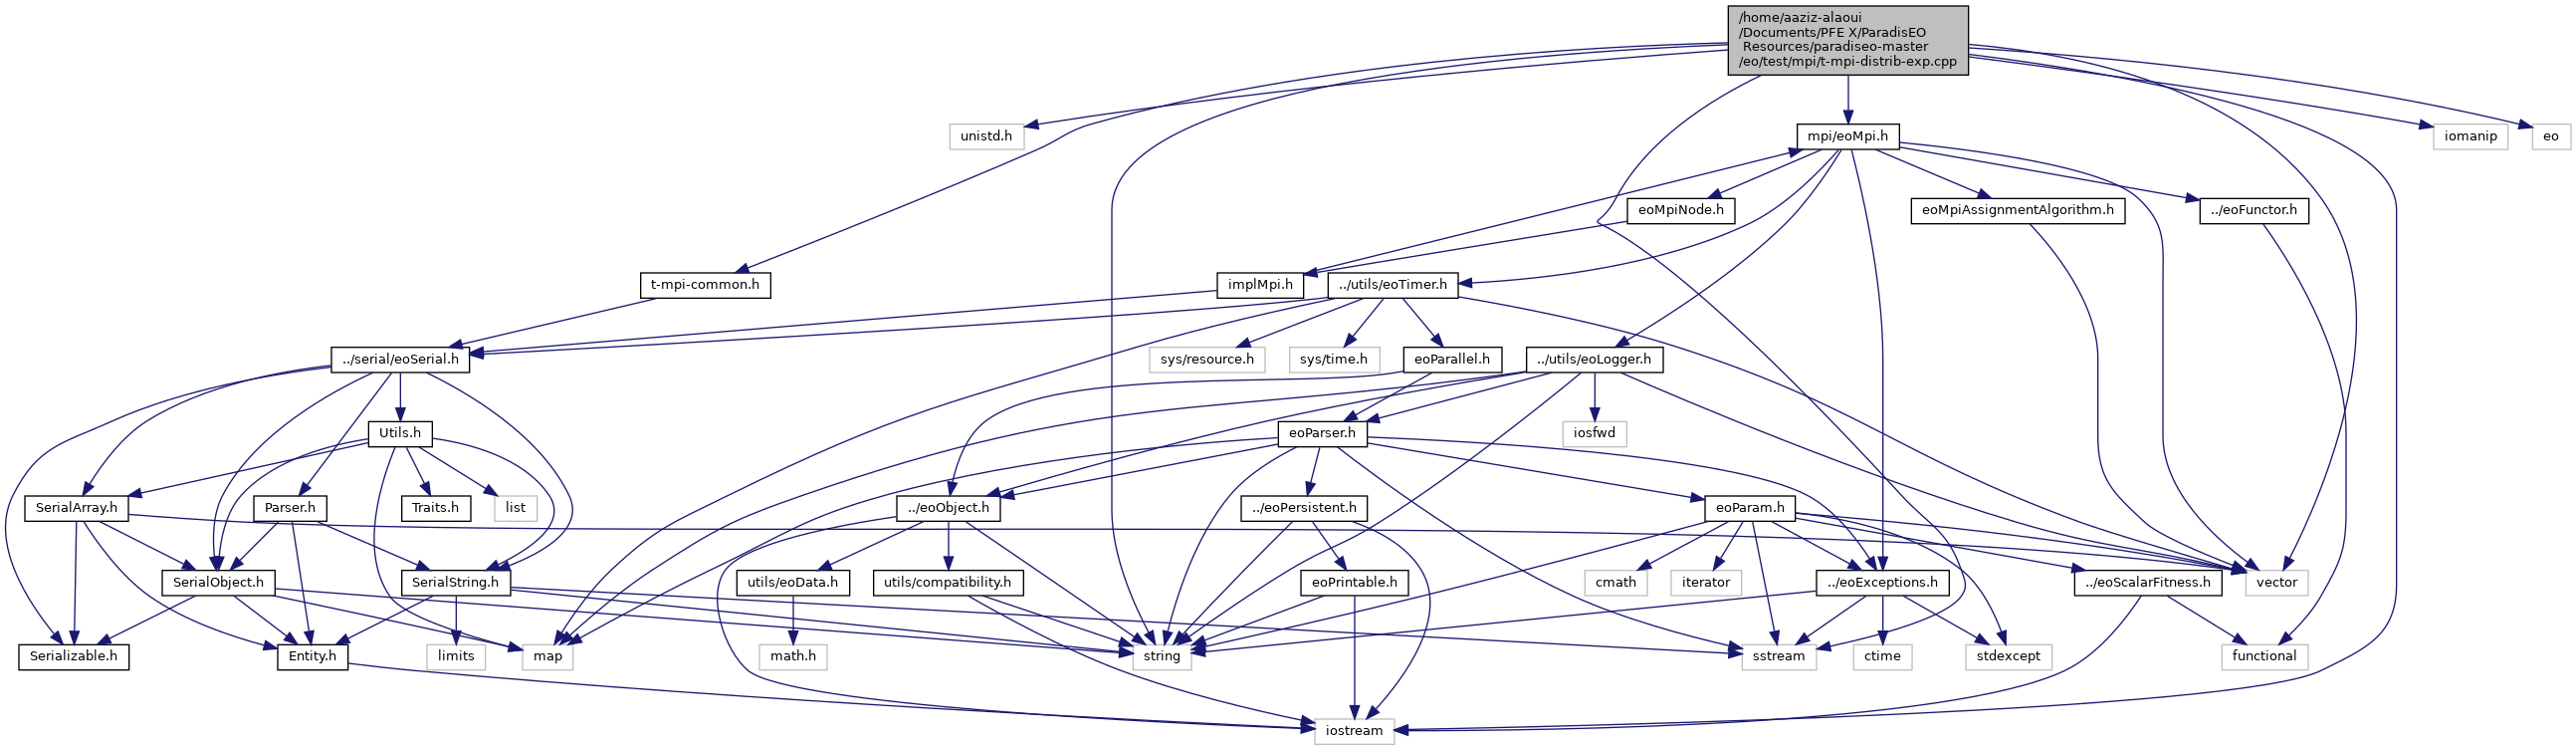 /home/aaziz-alaoui
/Documents/PFE X/ParadisEO
Resources/paradiseo-master
/eo/test/mpi/t-mpi-distrib-exp.cpp
unistd.h
mpi/eoMpi.h
iomanip
eo
eoMpiNode.h
eoMpiAssignmentAlgorithm.h
../eoFunctor.h
t-mpi-common.h
implMpi.h
../utils/eoTimer.h
../serial/eoSerial.h
sys/resource.h
sys/time.h
eoParallel.h
../utils/eoLogger.h
Utils.h
eoParser.h
iosfwd
SerialArray.h
Parser.h
Traits.h
list
../eoObject.h
../eoPersistent.h
eoParam.h
SerialObject.h
SerialString.h
utils/eoData.h
utils/compatibility.h
eoPrintable.h
cmath
iterator
../eoExceptions.h
../eoScalarFitness.h
vector
Serializable.h
Entity.h
limits
map
math.h
string
sstream
ctime
stdexcept
functional
iostream